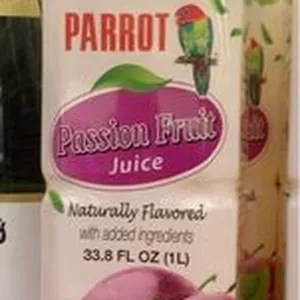 PARROT
Passion Fruit
Juice
Naturally Flavored
with added ingredients
33.8 FL OZ (1L)